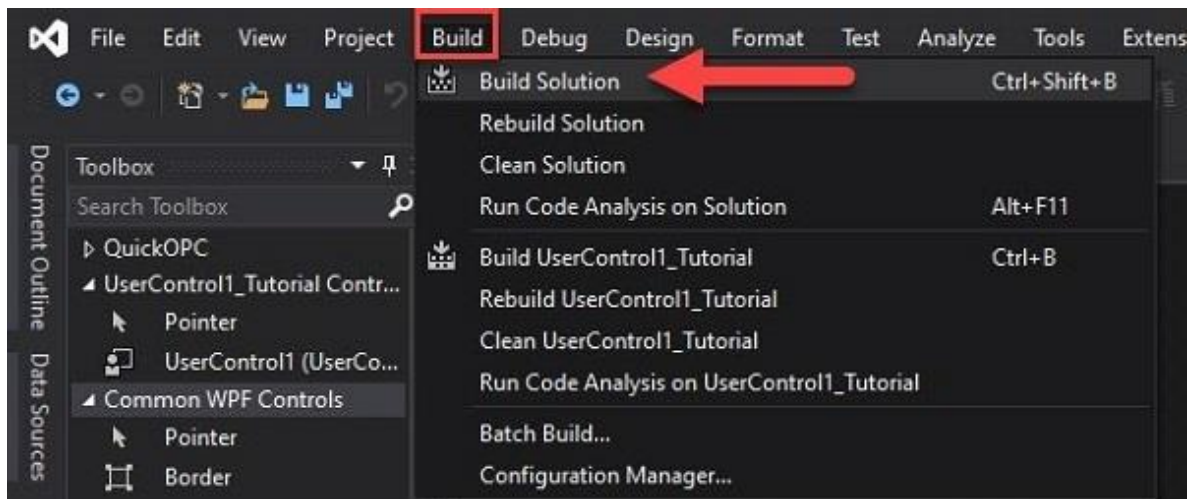 File Edit View Project Build Debug Design Format Test Analyze Tools Extens
Build Solution Ctrl+Shift+B
Rebuild Solution
Clean Solution
Run Code Analysis on Solution Alt+F11
Build UserControl1_Tutorial Ctrl+B
Rebuild UserControl1_Tutorial
Clean UserControl1_Tutorial
Run Code Analysis on UserControl1_Tutorial
Batch Build...
Configuration Manager...
Document Outline
Data Sources
Toolbox
Search Toolbox
QuickOPC
UserControl1_Tutorial Contr...
Pointer
UserControl1 (UserCo...
Common WPF Controls
Pointer
Border